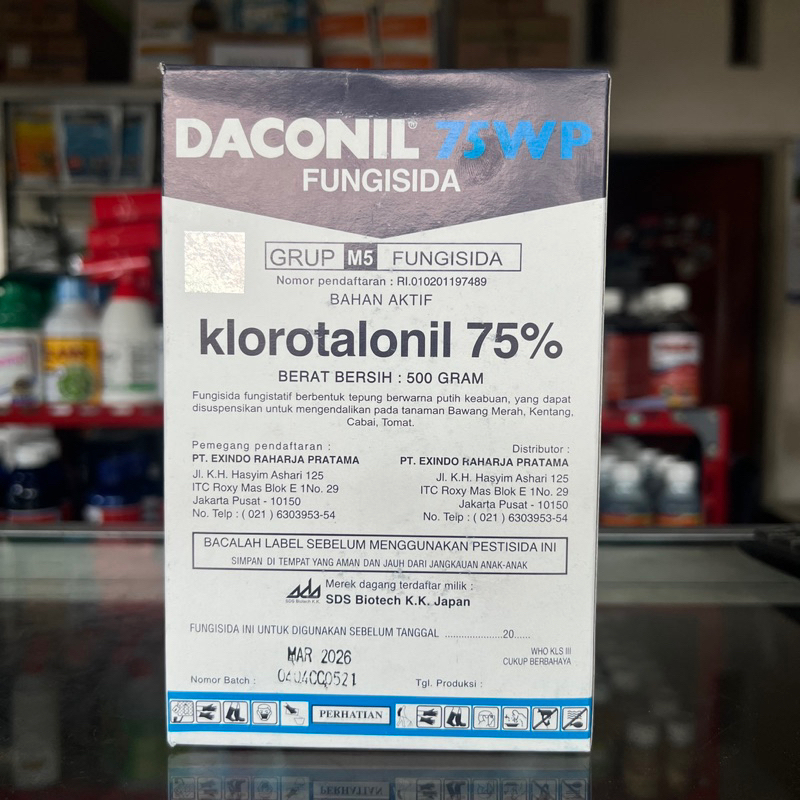 DACONIL® 75WP
FUNGISIDA
GRUP M5 FUNGISIDA
Nomor pendaftaran : RI.010201197489
BAHAN AKTIF
klorotalonil 75%
BERAT BERSIH : 500 GRAM
Fungisida fungistatif berbentuk tepung berwarna putih keabuan, yang dapat
disuspensikan untuk mengendalikan pada tanaman Bawang Merah, Kentang,
Cabai, Tomat.
Pemegang pendaftaran :
PT. EXINDO RAHARJA PRATAMA
Jl. K.H. Hasyim Ashari 125
ITC Roxy Mas Blok E 1No. 29
Jakarta Pusat - 10150
No. Telp : ( 021 ) 6303953-54
Distributor :
PT. EXINDO RAHARJA PRATAMA
Jl. K.H. Hasyim Ashari 125
ITC Roxy Mas Blok E 1No. 29
Jakarta Pusat - 10150
No. Telp : ( 021 ) 6303953-54
BACALAH LABEL SEBELUM MENGGUNAKAN PESTISIDA INI
SIMPAN DI TEMPAT YANG AMAN DAN JAUH DARI JANGKAUAN ANAK-ANAK
Merek dagang terdaftar milik :
SDS Biotech K.K.
SDS Biotech K.K. Japan
FUNGISIDA INI UNTUK DIGUNAKAN SEBELUM TANGGAL ......................20......
WHO KLS III
CUKUP BERBAHAYA
MAR 2026
Nomor Batch : 0404CC0521
Tgl. Produksi :
PERHATIAN